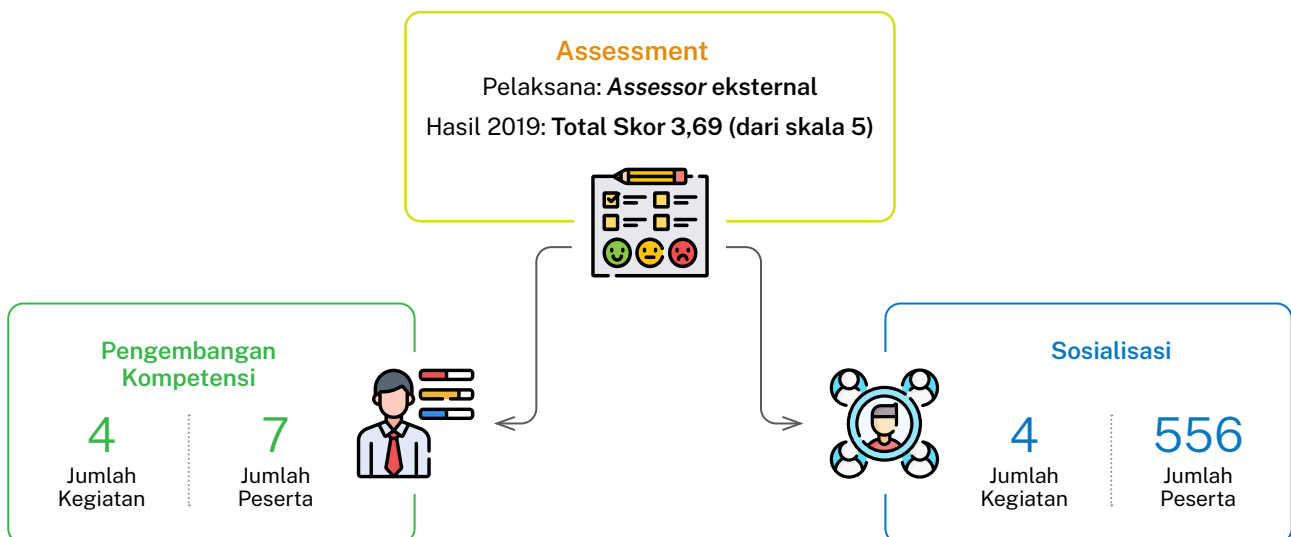 Assessment
Pelaksana: Assessor eksternal
Hasil 2019: Total Skor 3,69 (dari skala 5)
Pengembangan
Kompetensi
4
Jumlah
Kegiatan
7
Jumlah
Peserta
Sosialisasi
4
Jumlah
Kegiatan
556
Jumlah
Peserta